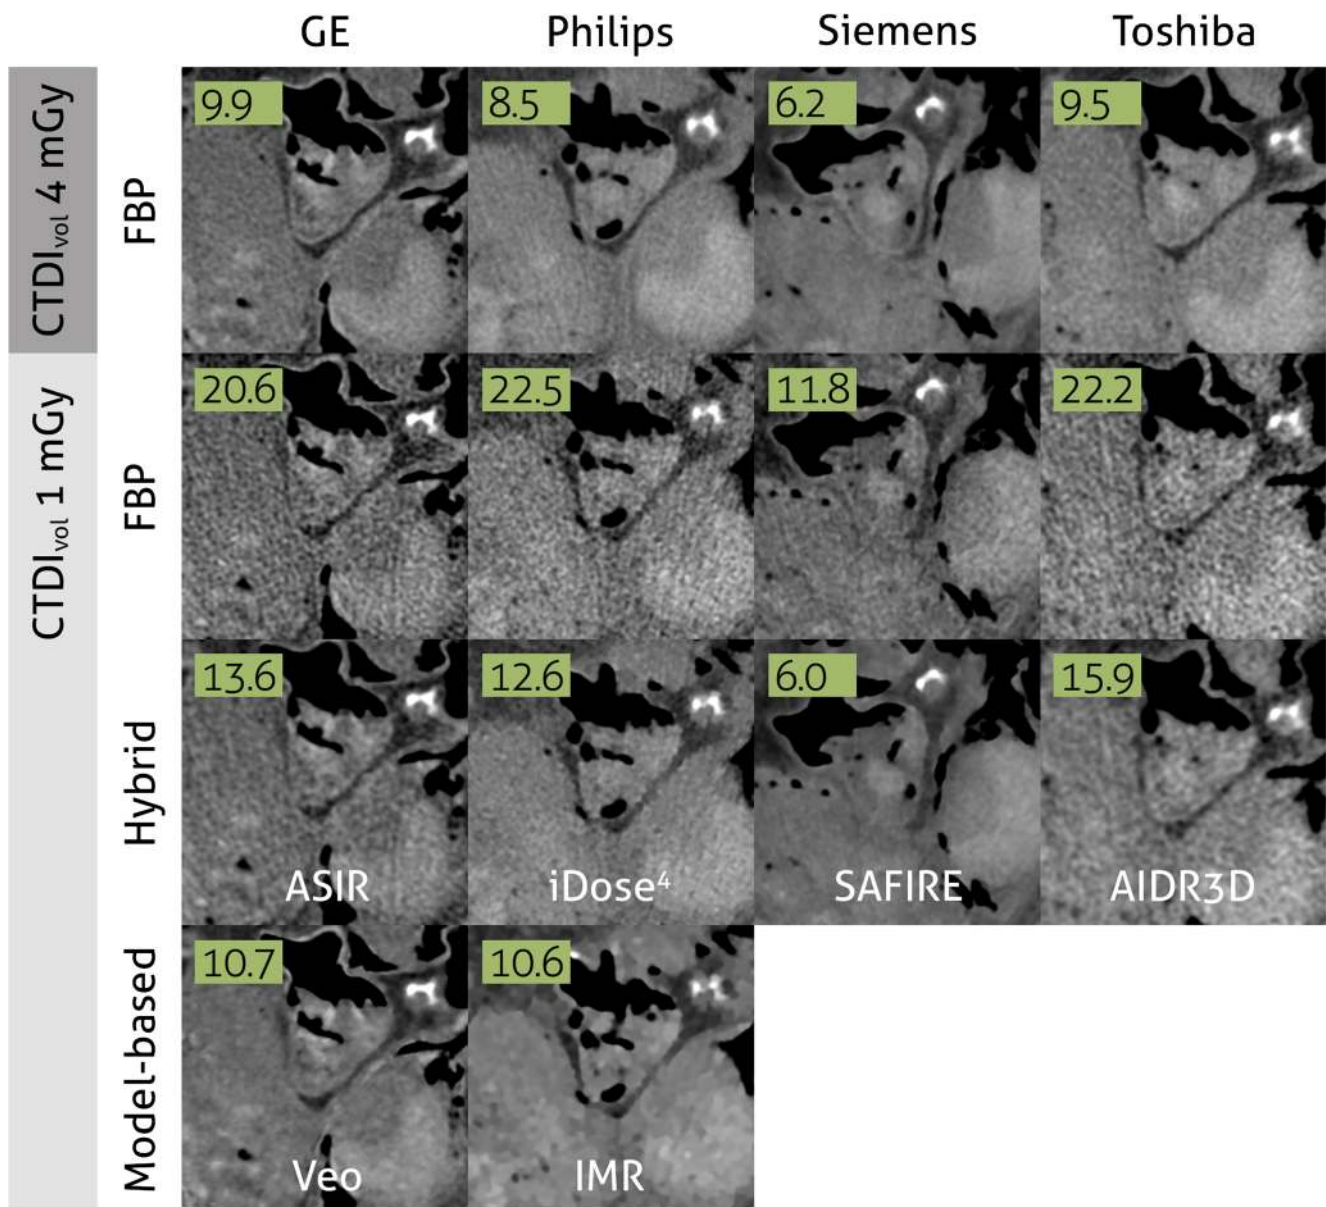 GE Philips Siemens Toshiba
CTDIvol 4 mGy
FBP
9.9 8.5 6.2 9.5
CTDIvol 1 mGy
FBP
20.6 22.5 11.8 22.2
Hybrid
13.6 12.6 6.0 15.9
ASIR iDose⁴ SAFIRE AIDR3D
Model-based
10.7 10.6
Veo IMR